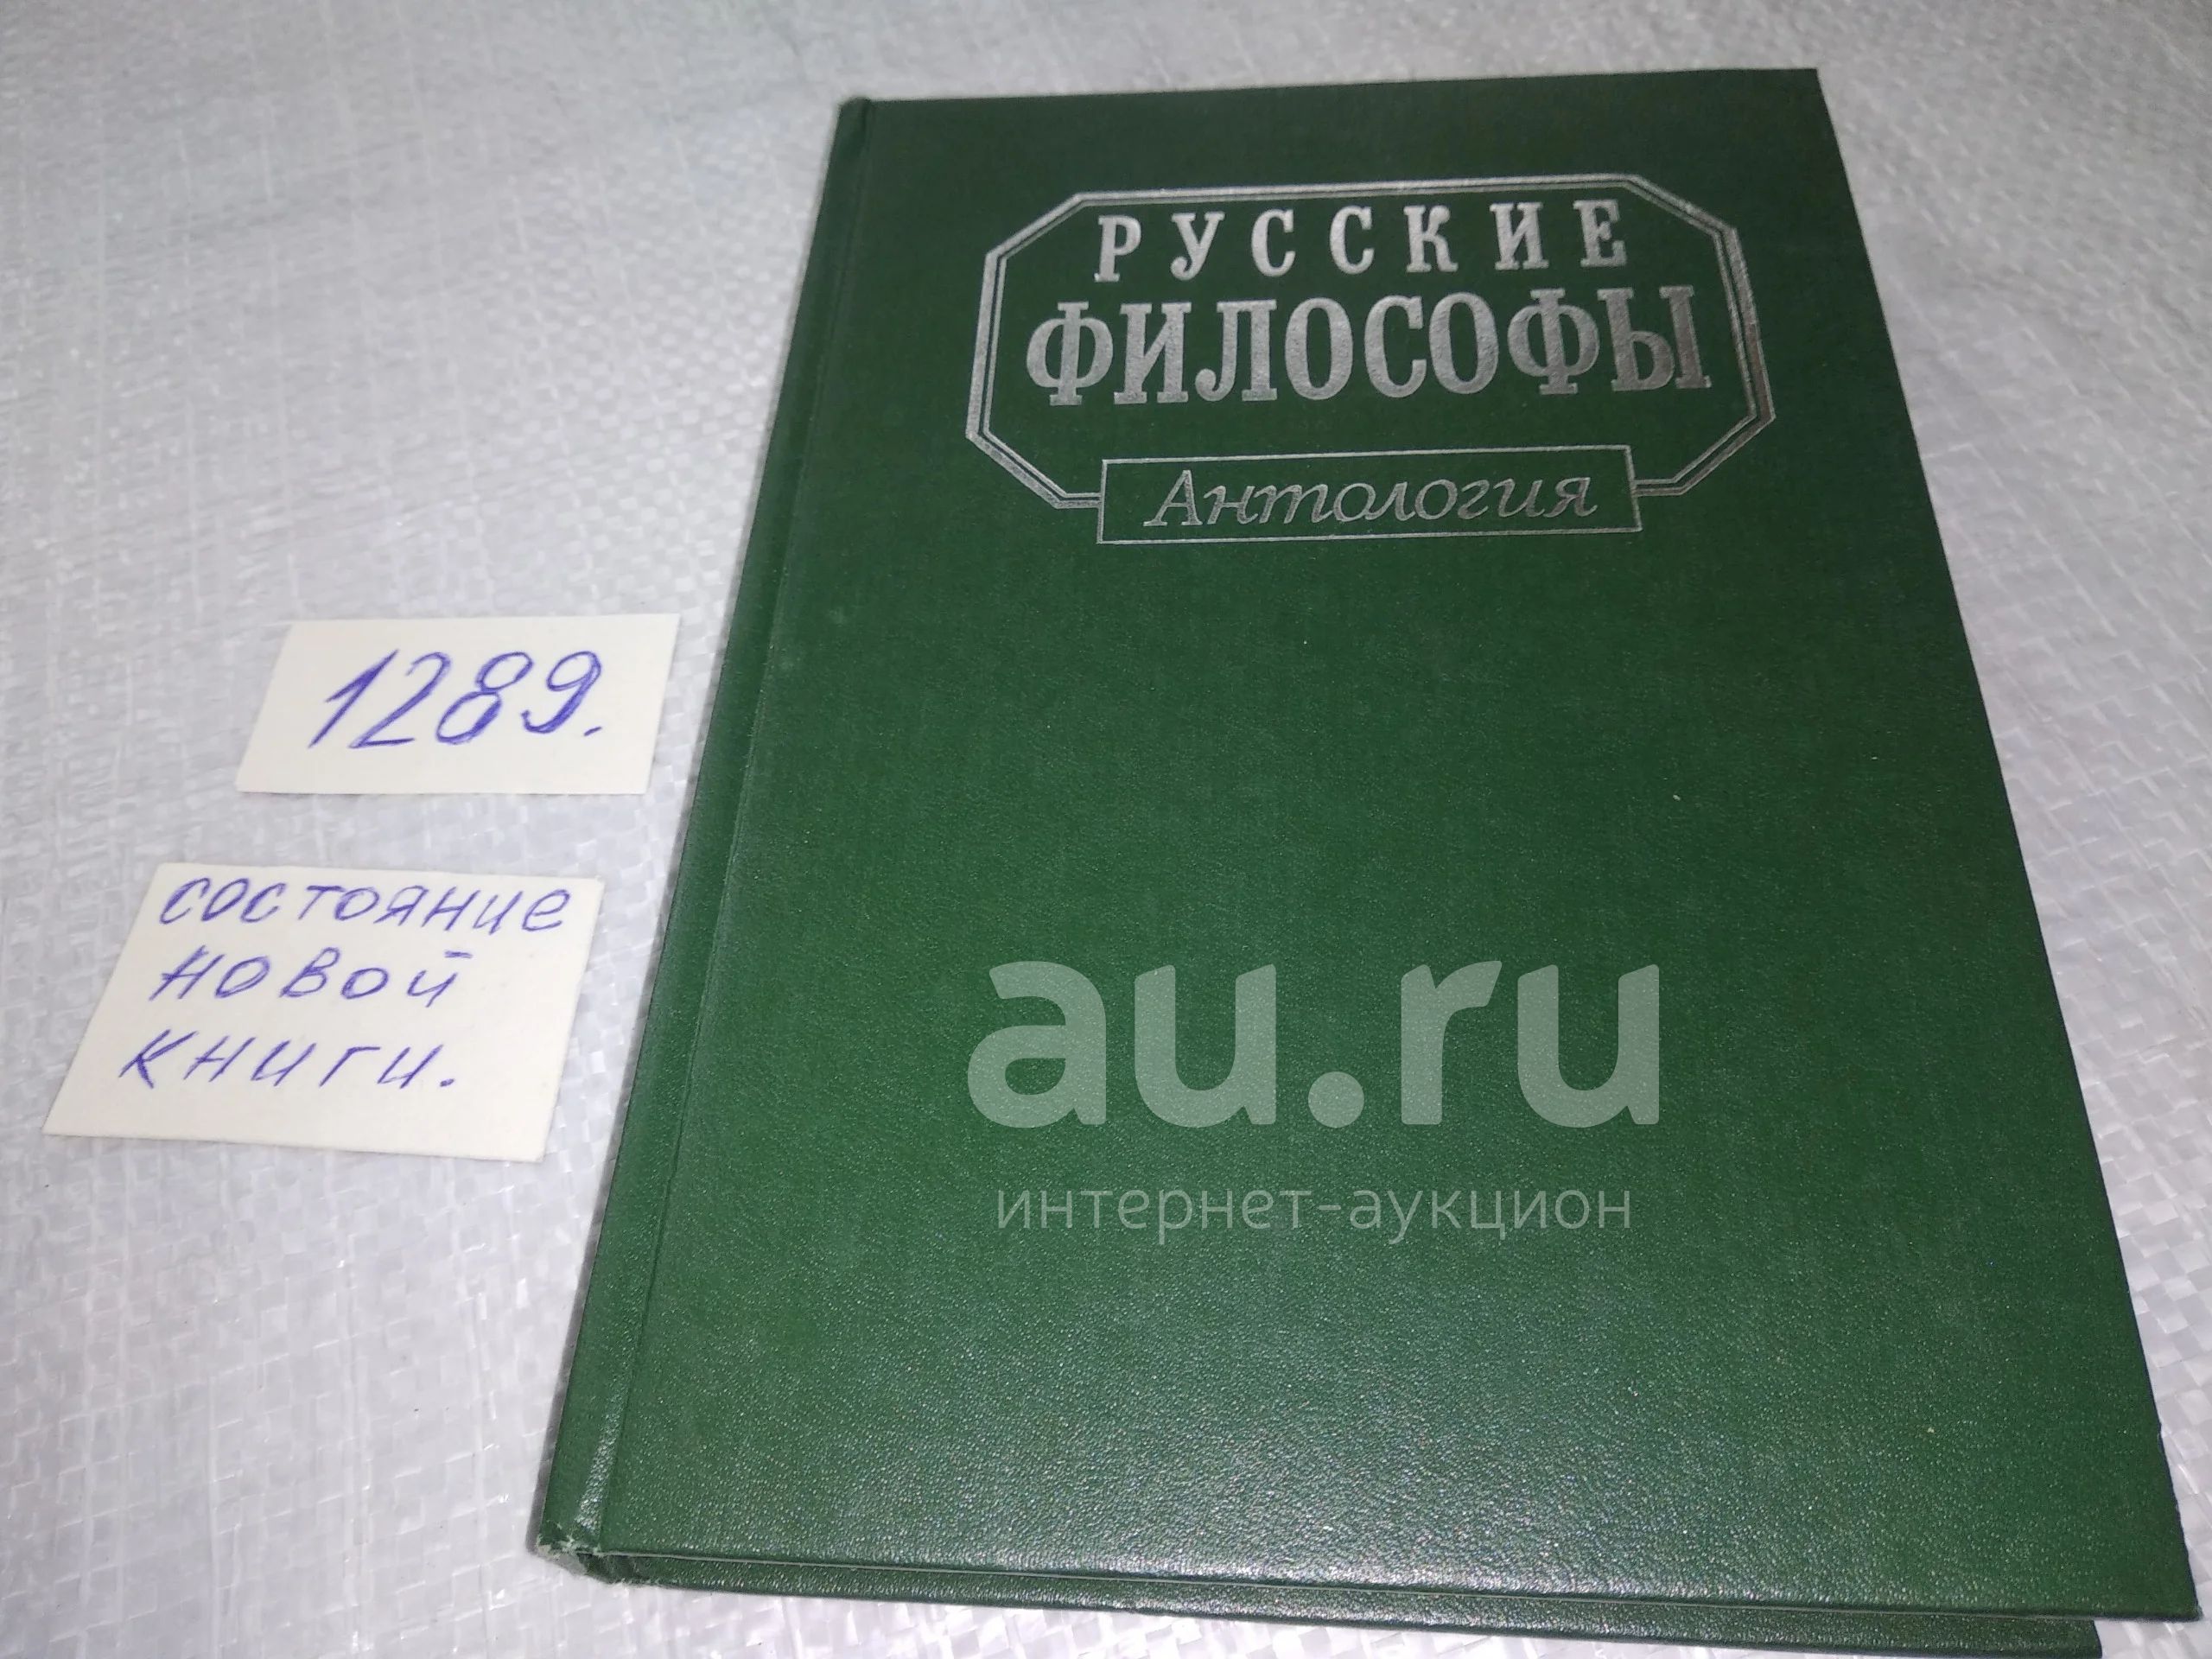 РУССКИЕ
ФИЛОСОФЫ
Антология
1289.
состояние
новой
книги.
au.ru
интернет-аукцион